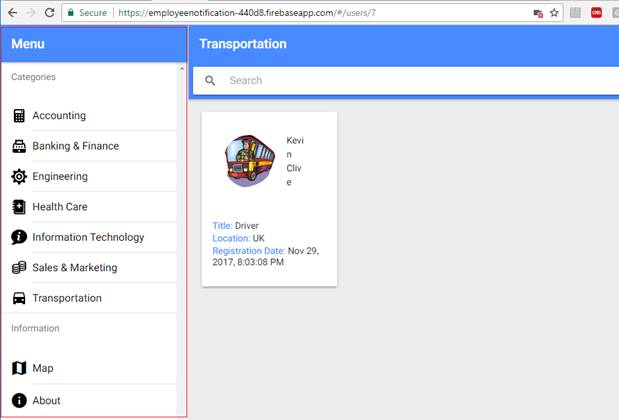 Secure https://employeenotification-440d8.firebaseapp.com/#/users/7
Menu
Transportation
Categories
Search
Accounting
Banking & Finance
Engineering
Health Care
Information Technology
Sales & Marketing
Transportation
Information
Map
About
Kevi
n
Cliv
e
Title: Driver
Location: UK
Registration Date: Nov 29,
2017, 8:03:08 PM